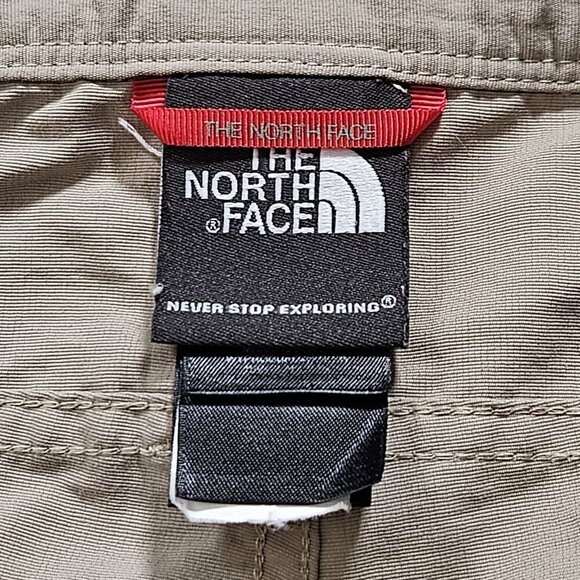 THE NORTH FACE
THE
NORTH
® FACE
NEVER STOP EXPLORING®